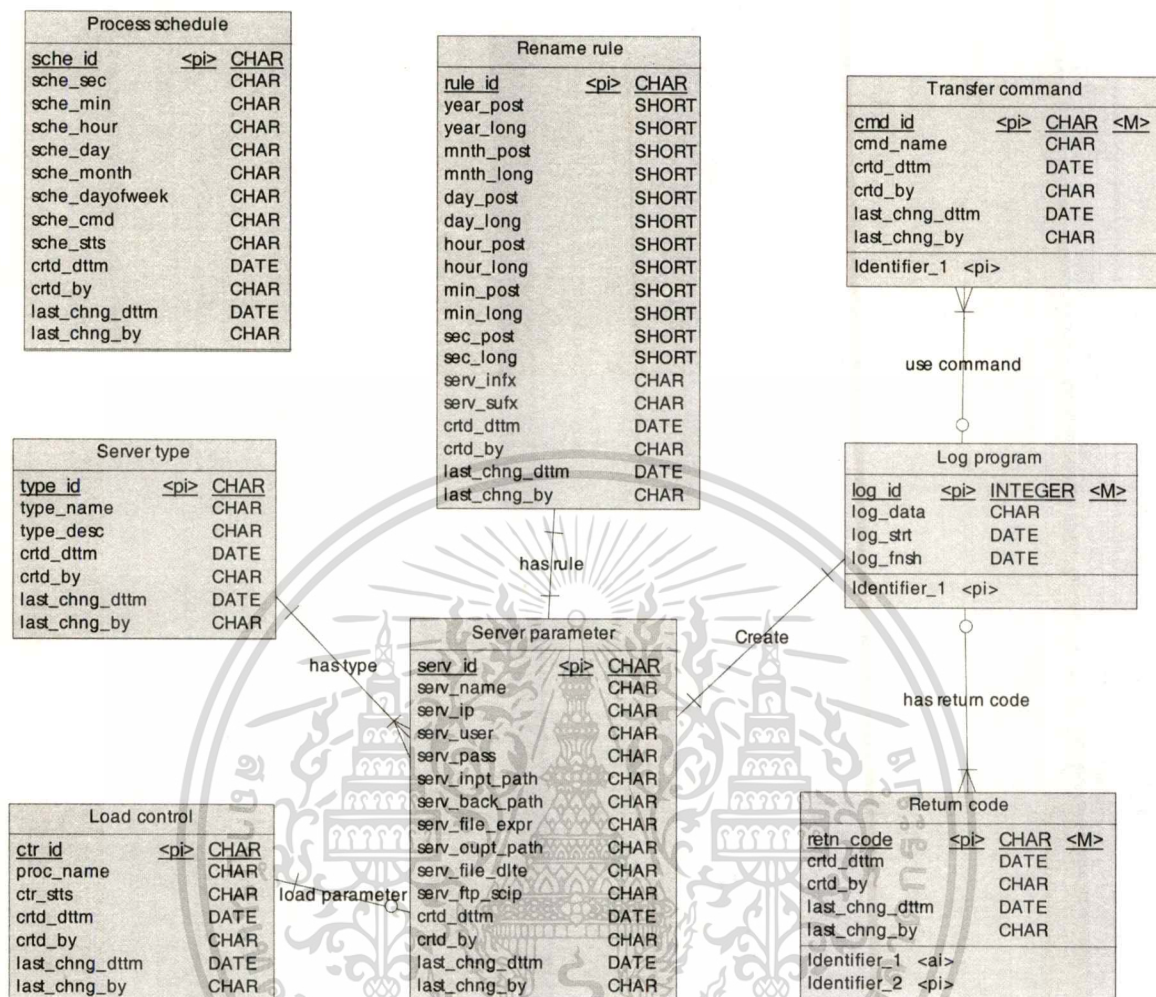 Process schedule
sche_id <pi> CHAR
sche_sec CHAR
sche_min CHAR
sche_hour CHAR
sche_day CHAR
sche_month CHAR
sche_dayofweek CHAR
sche_cmd CHAR
sche_stts CHAR
crtd_dttm DATE
crtd_by CHAR
last_chng_dttm DATE
last_chng_by CHAR
Rename rule
rule_id <pi> CHAR
year_post SHORT
year_long SHORT
mnth_post SHORT
mnth_long SHORT
day_post SHORT
day_long SHORT
hour_post SHORT
hour_long SHORT
min_post SHORT
min_long SHORT
sec_post SHORT
sec_long SHORT
serv_infx CHAR
serv_sufx CHAR
crtd_dttm DATE
crtd_by CHAR
last_chng_dttm DATE
last_chng_by CHAR
Transfer command
cmd_id <pi> CHAR <M>
cmd_name CHAR
crtd_dttm DATE
crtd_by CHAR
last_chng_dttm DATE
last_chng_by CHAR
Identifier_1 <pi>
use command
Server type
type_id <pi> CHAR
type_name CHAR
type_desc CHAR
crtd_dttm DATE
crtd_by CHAR
last_chng_dttm DATE
last_chng_by CHAR
Log program
log_id <pi> INTEGER <M>
log_data CHAR
log_strt DATE
log_fnsh DATE
Identifier_1 <pi>
has rule
has type
Create
has return code
Server parameter
serv_id <pi> CHAR
serv_name CHAR
serv_ip CHAR
serv_user CHAR
serv_pass CHAR
serv_inpt_path CHAR
serv_back_path CHAR
serv_file_expr CHAR
serv_oupt_path CHAR
serv_file_dlte CHAR
serv_ftp_scip CHAR
crtd_dttm DATE
crtd_by CHAR
last_chng_dttm DATE
last_chng_by CHAR
Load control
ctr_id <pi> CHAR
proc_name CHAR
ctr_stts CHAR
crtd_dttm DATE
crtd_by CHAR
last_chng_dttm DATE
last_chng_by CHAR
load parameter
Return code
retn_code <pi> CHAR <M>
crtd_dttm DATE
crtd_by CHAR
last_chng_dttm DATE
last_chng_by CHAR
Identifier_1 <ai>
Identifier_2 <pi>